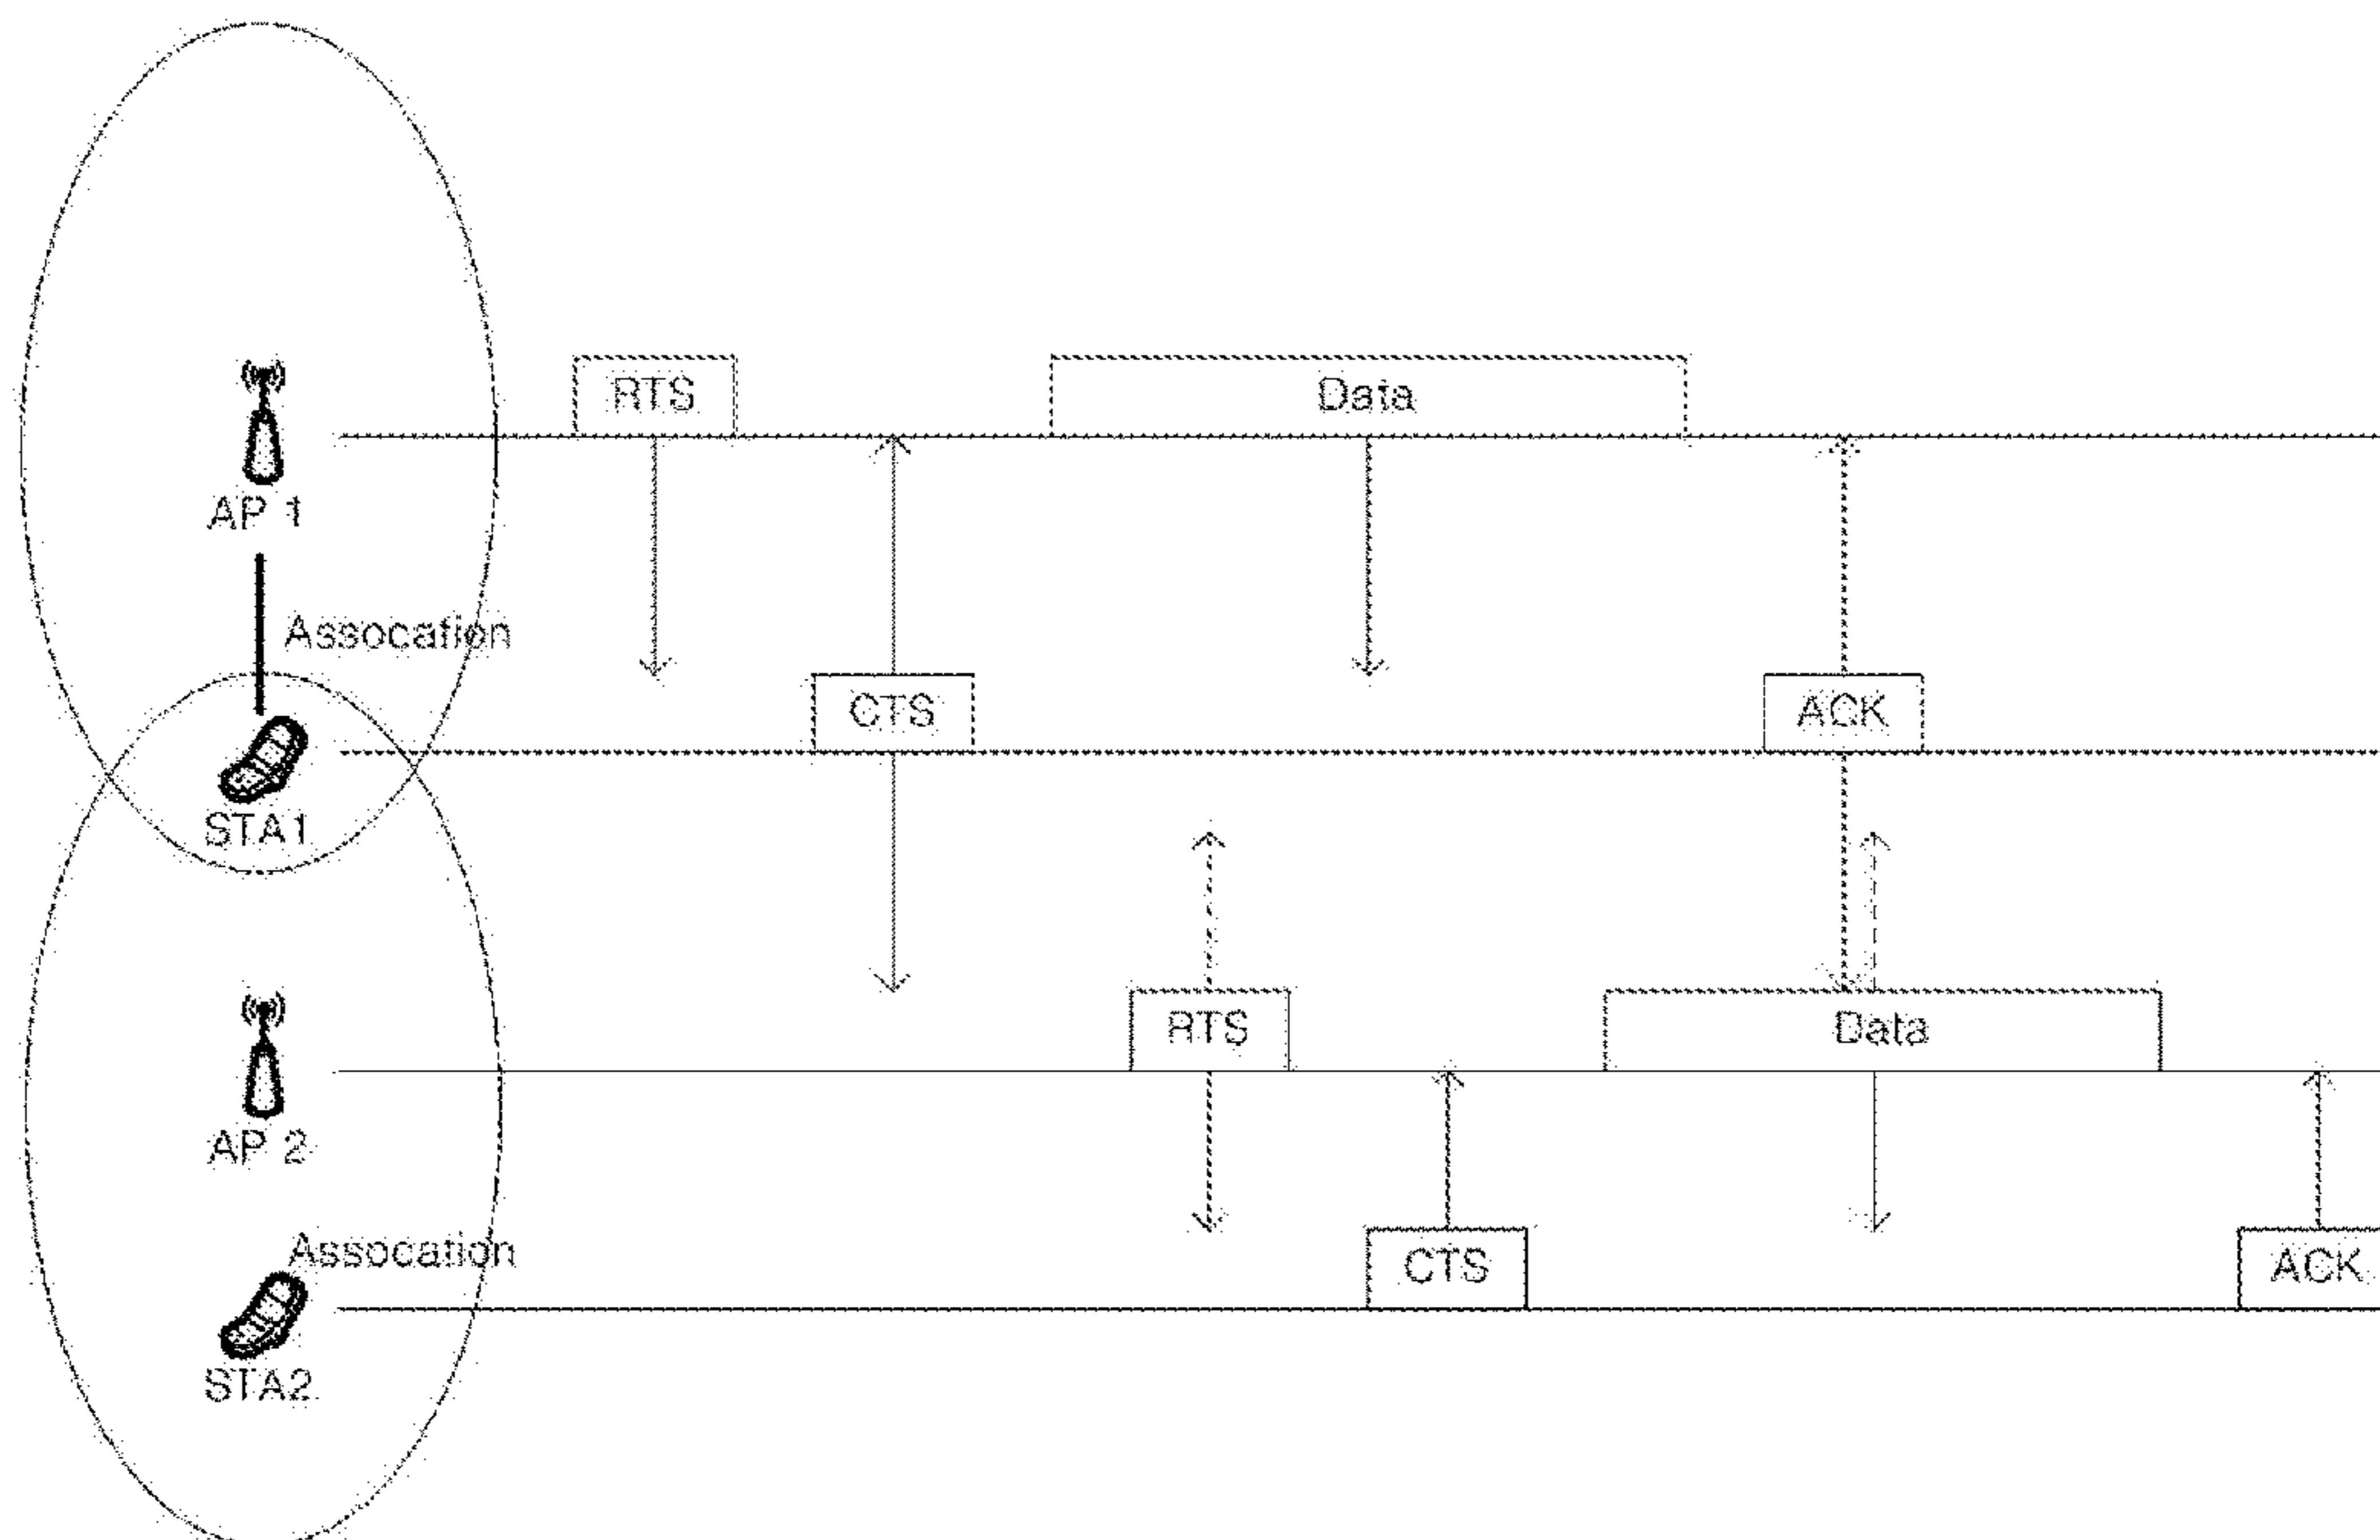 RTS
Data
AP 1
Assocation
CTS
ACK
STA1
RTS
Data
AP 2
Assocation
CTS
ACK
STA2